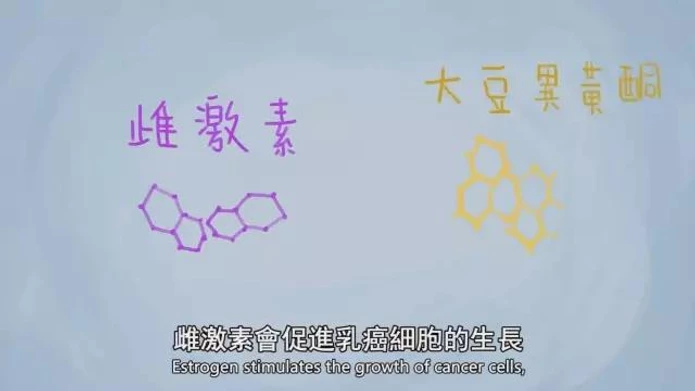 大豆異黃酮
雌激素
雌激素會促進乳癌細胞的生長
Estrogen stimulates the growth of cancer cells,